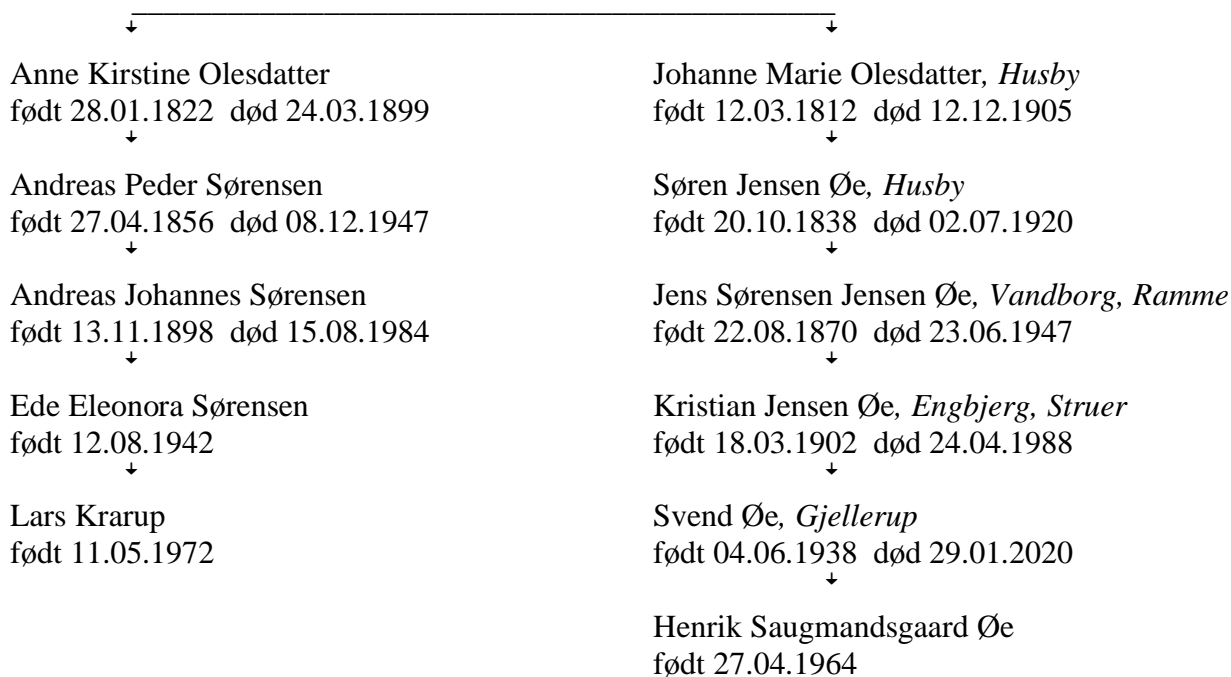 Anne Kirstine Olesdatter
født 28.01.1822 død 24.03.1899
Andreas Peder Sørensen
født 27.04.1856 død 08.12.1947
Andreas Johannes Sørensen
født 13.11.1898 død 15.08.1984
Ede Eleonora Sørensen
født 12.08.1942
Lars Krarup
født 11.05.1972
Johanne Marie Olesdatter, Husby
født 12.03.1812 død 12.12.1905
Søren Jensen Øe, Husby
født 20.10.1838 død 02.07.1920
Jens Sørensen Jensen Øe, Vandborg, Ramme
født 22.08.1870 død 23.06.1947
Kristian Jensen Øe, Engbjerg, Struer
født 18.03.1902 død 24.04.1988
Svend Øe, Gjellerup
født 04.06.1938 død 29.01.2020
Henrik Saugmandsgaard Øe
født 27.04.1964